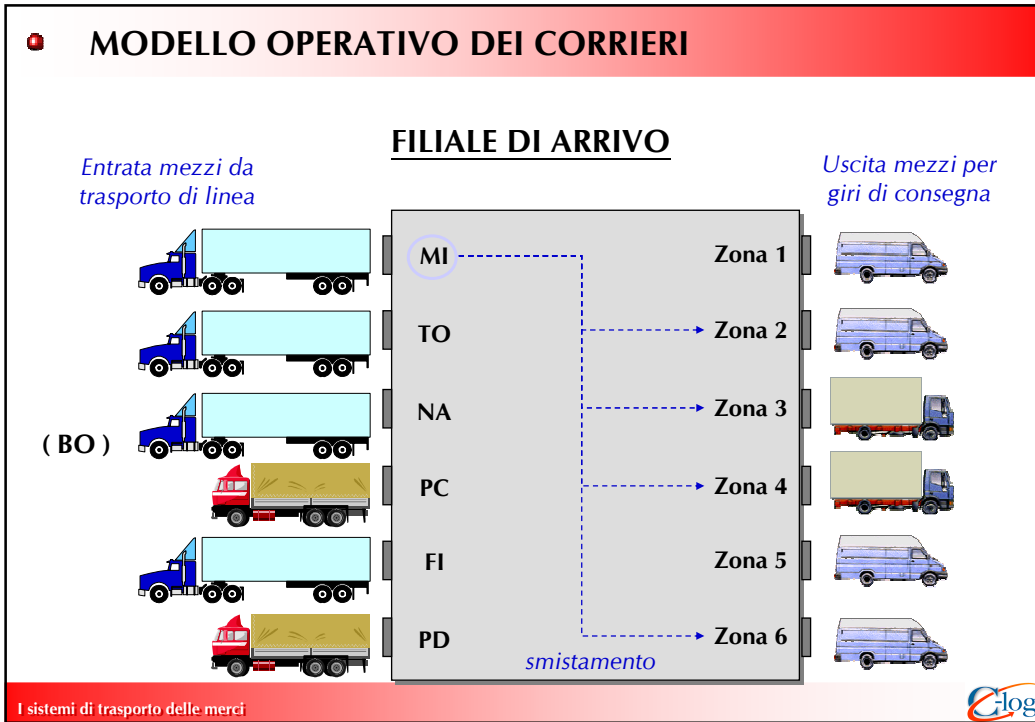 MODELLO OPERATIVO DEI CORRIERI
FILIALE DI ARRIVO
Entrata mezzi da
trasporto di linea
Uscita mezzi per
giri di consegna
MI
Zona 1
TO
Zona 2
NA
Zona 3
( BO )
PC
Zona 4
FI
Zona 5
PD
Zona 6
smistamento
I sistemi di trasporto delle merci
C-log